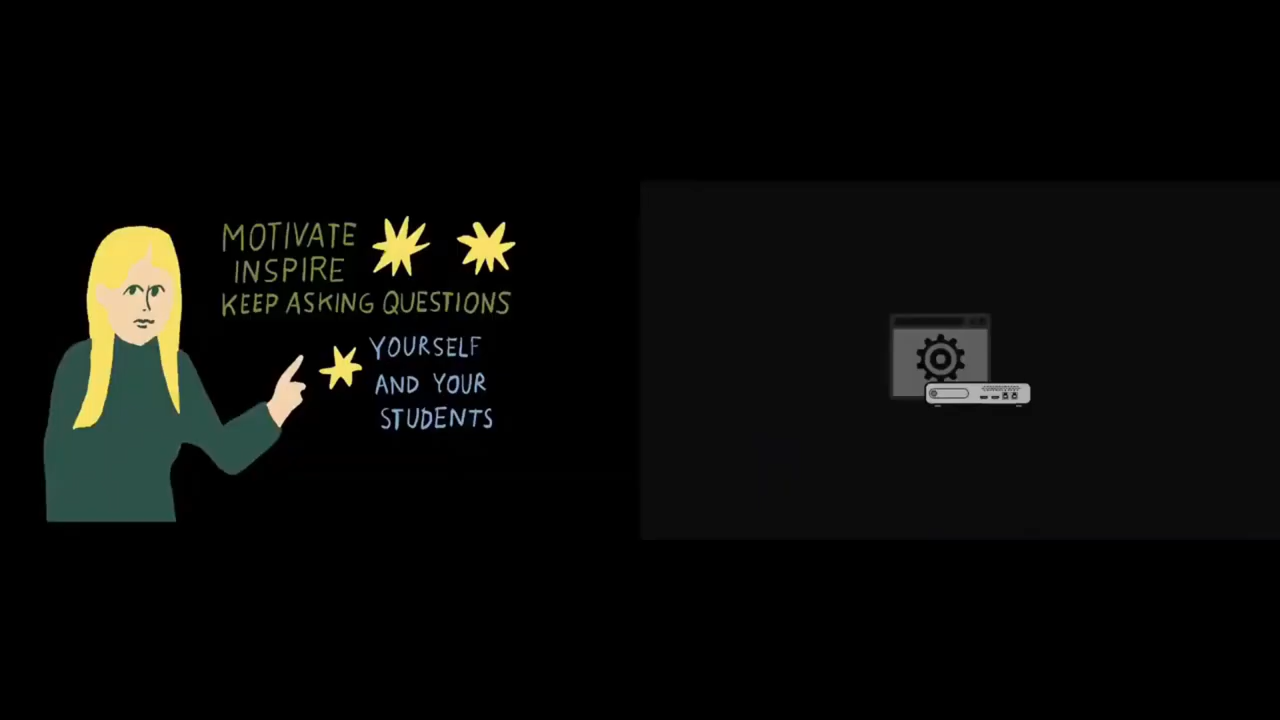 MOTIVATE
INSPIRE
KEEP ASKING QUESTIONS
YOURSELF
AND YOUR
STUDENTS